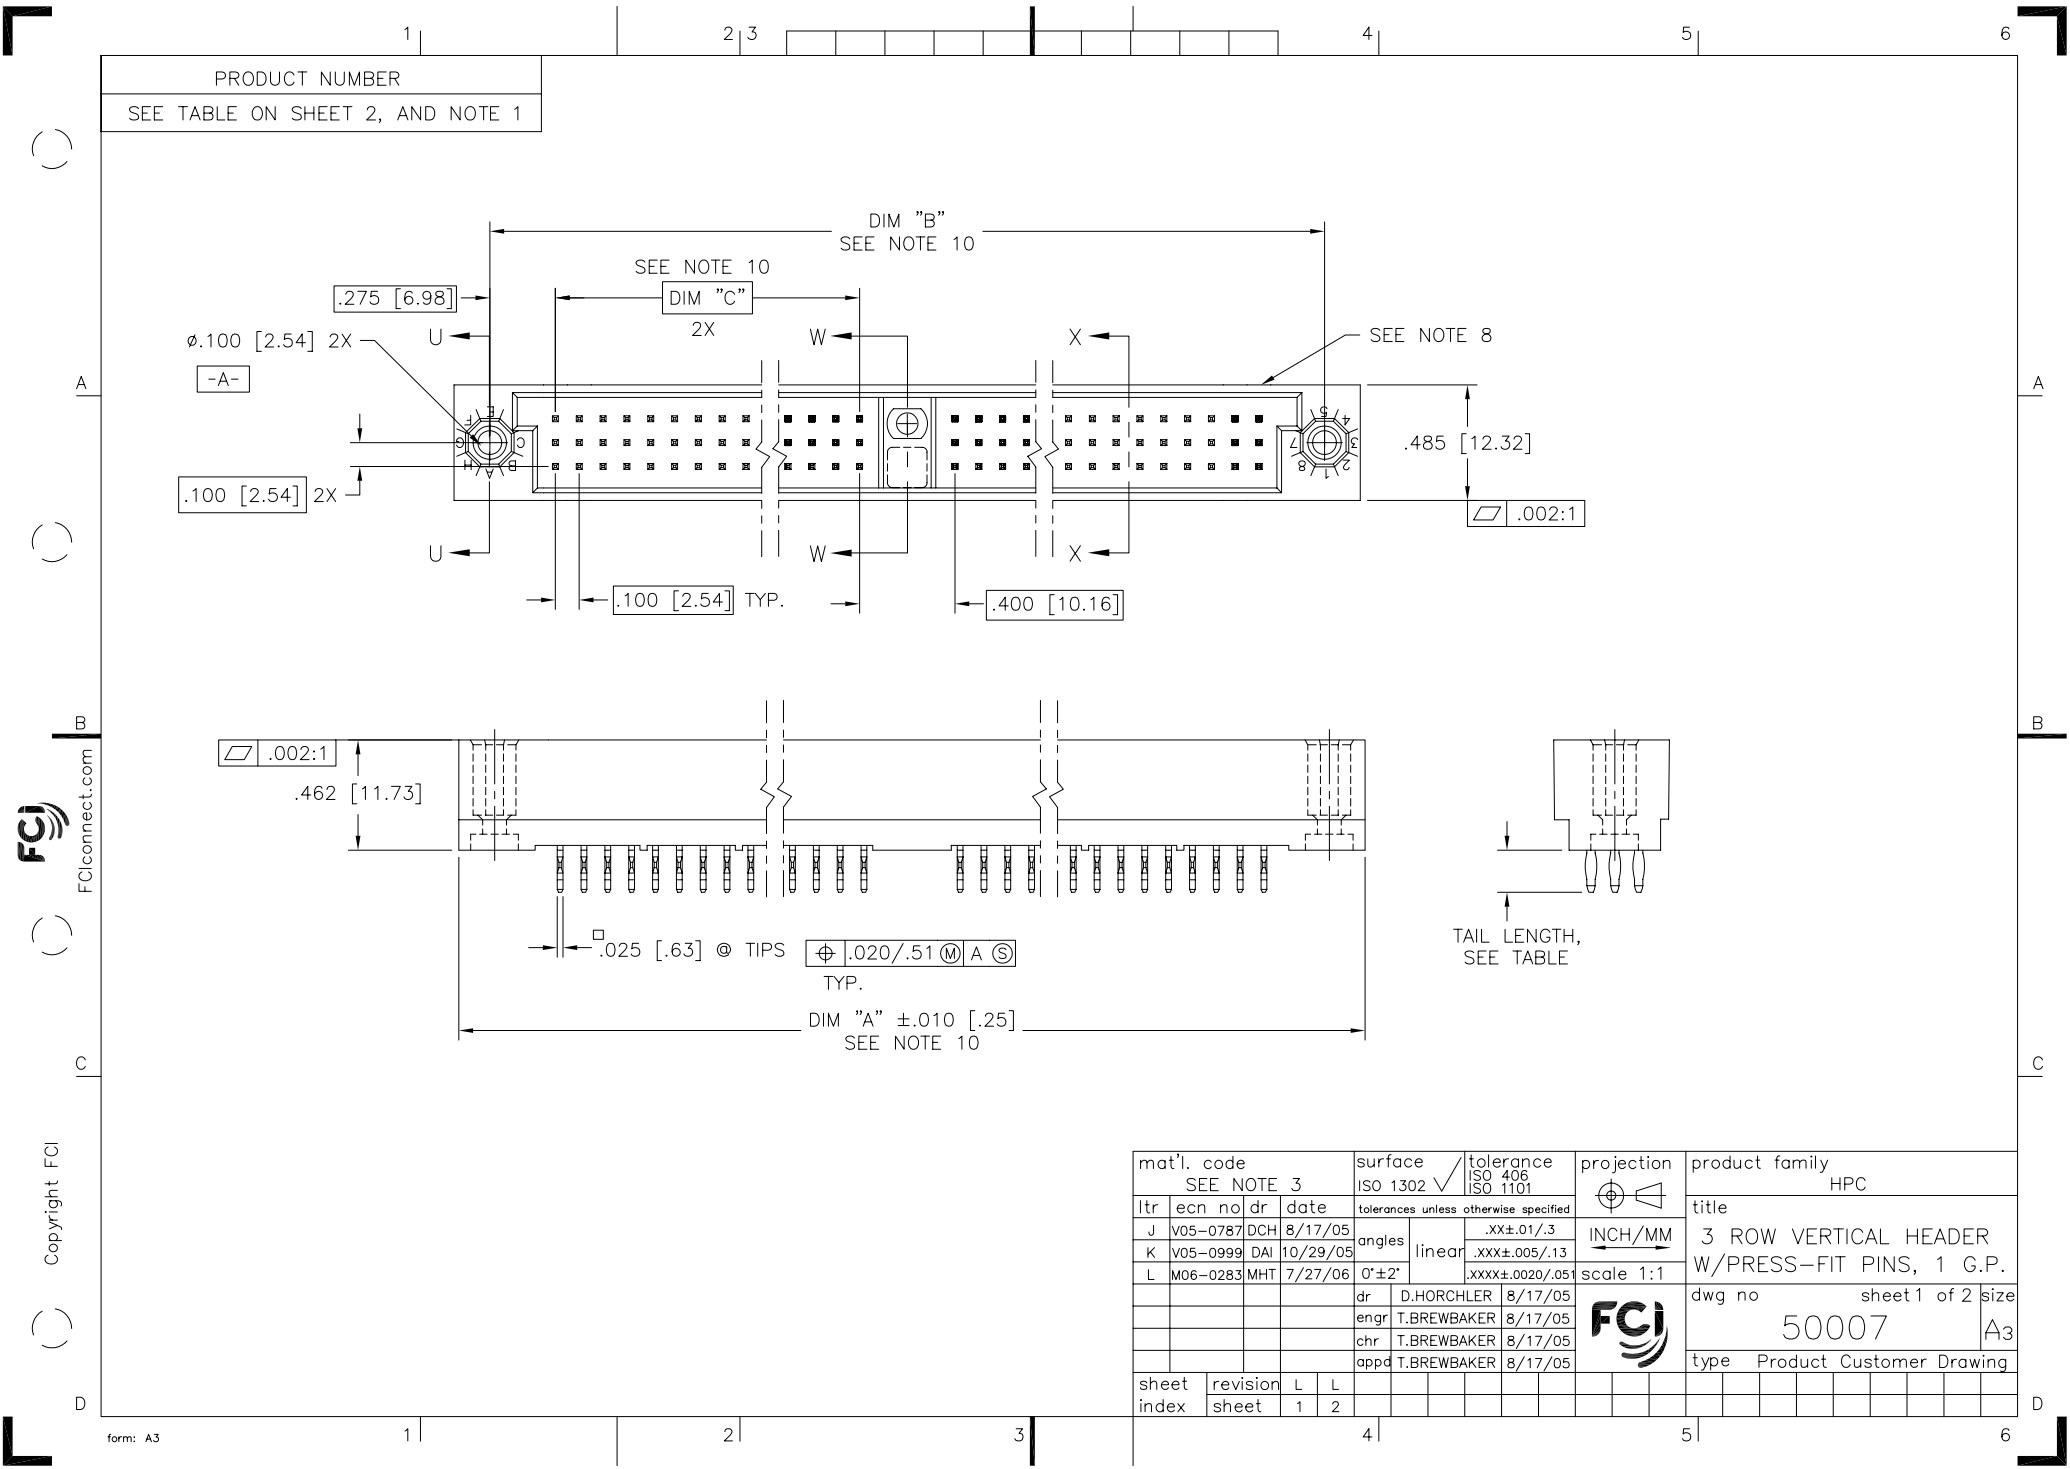 1
2
3
4
5
6
PRODUCT NUMBER
SEE TABLE ON SHEET 2, AND NOTE 1
DIM "B"
SEE NOTE 10
SEE NOTE 10
.275 [6.98]
DIM "C"
2X
U
W
X
SEE NOTE 8
ø.100 [2.54] 2X
-A-
A
A
E
F
G
C
H
A
B
5
4
3
7
8
1
2
.485 [12.32]
.100 [2.54] 2X
.002:1
U
W
X
.100 [2.54] TYP.
.400 [10.16]
B
B
.002:1
.462 [11.73]
FCI
FCIconnect.com
.025 [.63] @ TIPS
.020/.51 Ⓜ A Ⓢ
TYP.
TAIL LENGTH,
SEE TABLE
DIM "A" ±.010 [.25]
SEE NOTE 10
C
C
Copyright FCI
mat'l. code
SEE NOTE 3
surface
ISO 1302
tolerance
ISO 406
ISO 1101
projection
product family
HPC
ltr ecn no dr date
tolerances unless otherwise specified
title
J V05-0787 DCH 8/17/05
K V05-0999 DAI 10/29/05
L M06-0283 MHT 7/27/06
angles
0°±2°
linear
.XX±.01/.3
.XXX±.005/.13
.XXXX±.0020/.051
INCH/MM
scale 1:1
3 ROW VERTICAL HEADER
W/PRESS-FIT PINS, 1 G.P.
dr D.HORCHLER 8/17/05
engr T.BREWBAKER 8/17/05
chr T.BREWBAKER 8/17/05
appd T.BREWBAKER 8/17/05
FCI
dwg no sheet 1 of 2 size
50007
A3
type Product Customer Drawing
sheet index
revision L L
sheet 1 2
D
D
form: A3
1
2
3
4
5
6